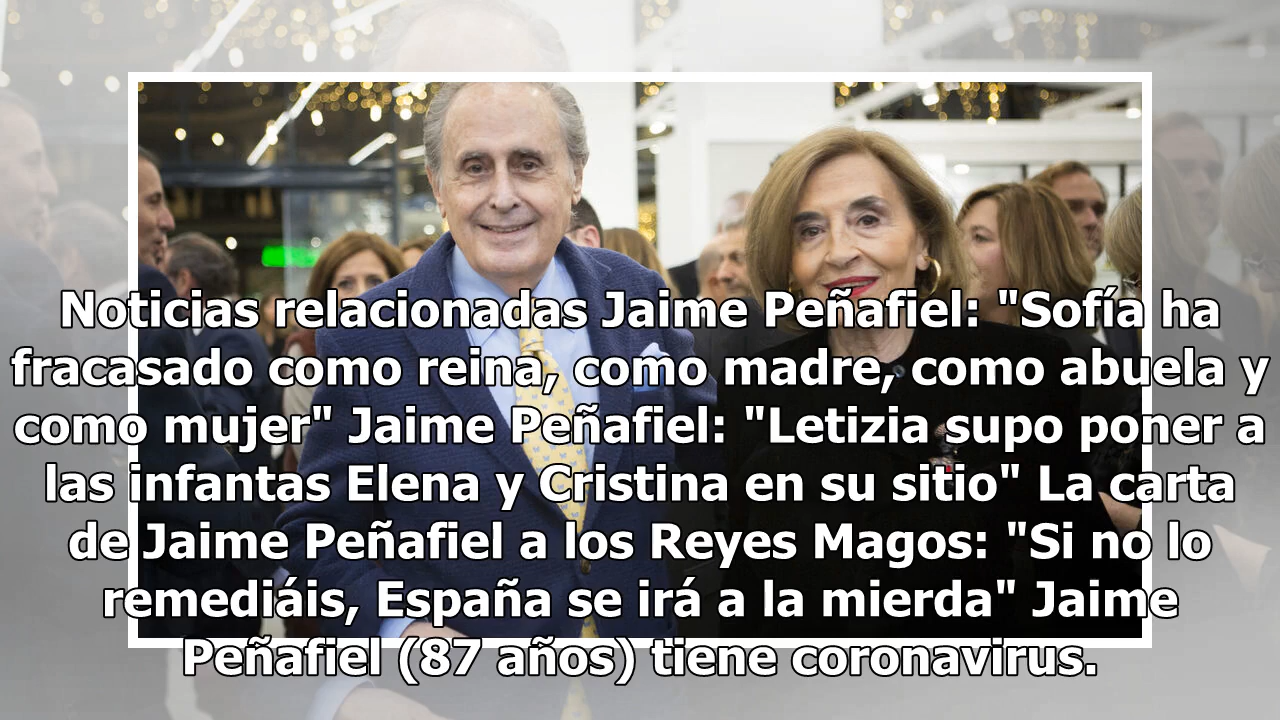 Noticias relacionadas Jaime Peñafiel: "Sofía ha
fracasado como reina, como madre, como abuela y
como mujer" Jaime Peñafiel: "Letizia supo poner a
las infantas Elena y Cristina en su sitio" La carta
de Jaime Peñafiel a los Reyes Magos: "Si no lo
remediáis, España se irá a la mierda" Jaime
Peñafiel (87 años) tiene coronavirus.